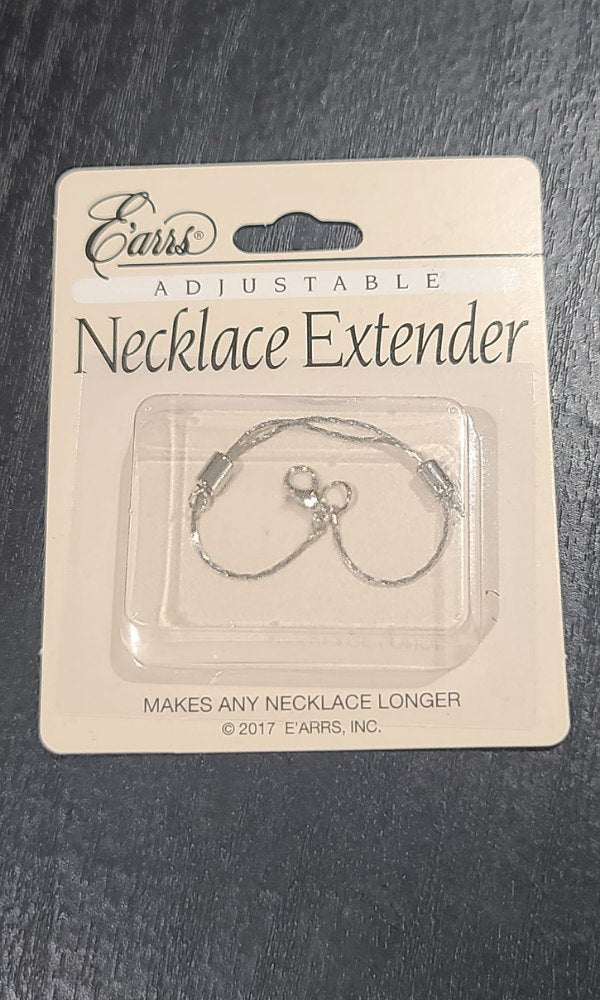 E'arrs®
ADJUSTABLE
Necklace Extender
MAKES ANY NECKLACE LONGER
© 2017 E'ARRS, INC.